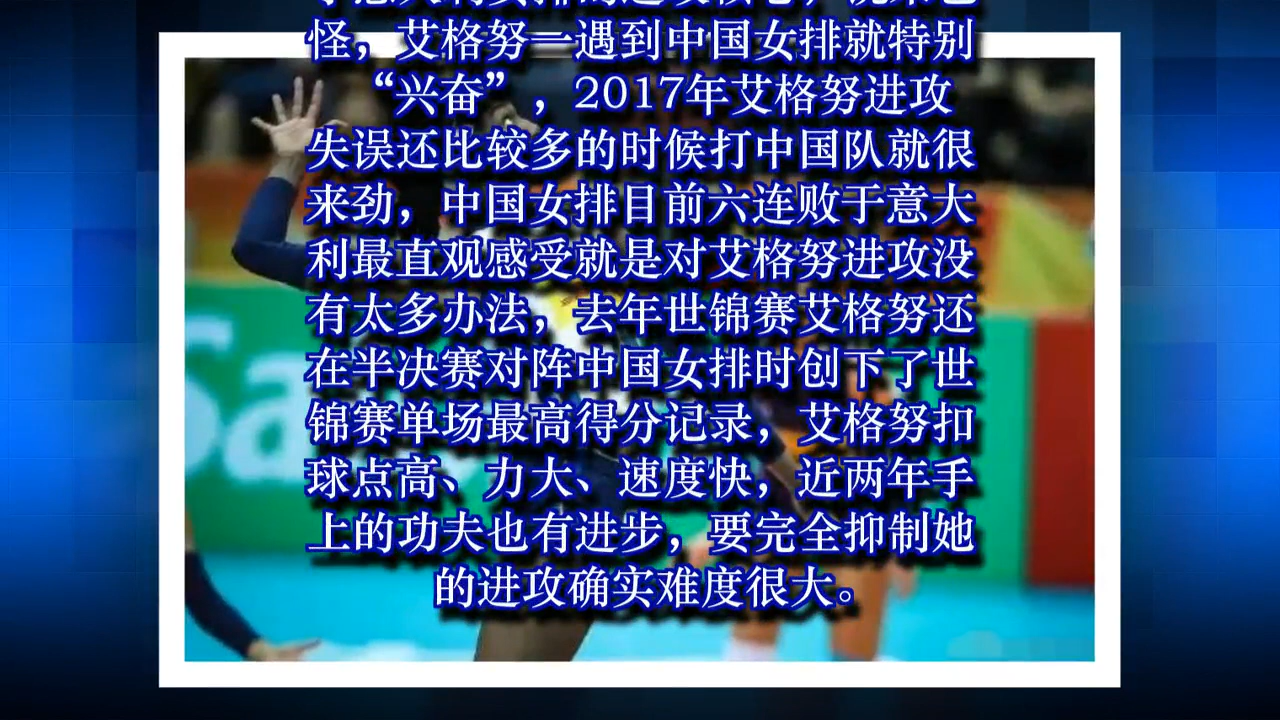 怪，艾格努一遇到中国女排就特别
“兴奋”，2017年艾格努进攻
失误还比较多的时候打中国队就很
来劲，中国女排目前六连败于意大
利最直观感受就是对艾格努进攻没
有太多办法，去年世锦赛艾格努还
在半决赛对阵中国女排时创下了世
锦赛单场最高得分记录，艾格努扣
球点高、力大、速度快，近两年手
上的功夫也有进步，要完全抑制她
的进攻确实难度很大。